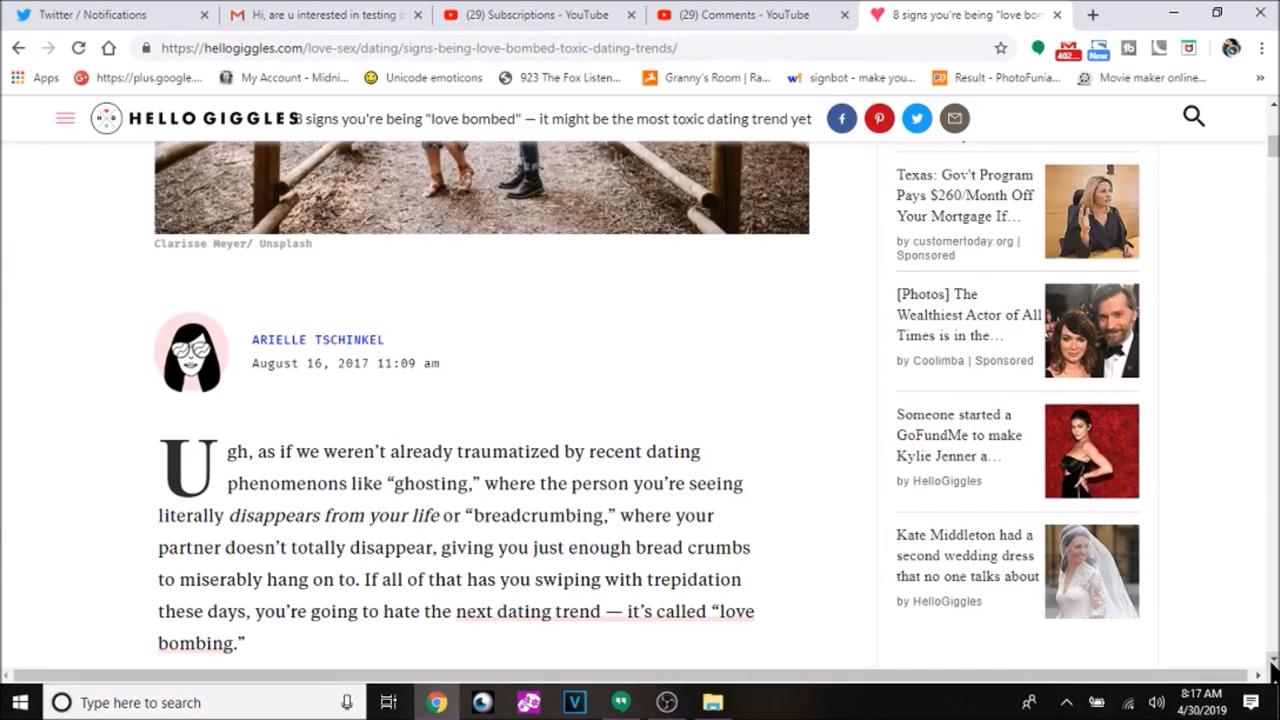 Twitter / Notifications
Hi, are u interested in testing c
(29) Subscriptions - YouTube
(29) Comments - YouTube
8 signs you're being "love bom
https://hellogiggles.com/love-sex/dating/signs-being-love-bombed-toxic-dating-trends/
402
New
Apps
https://plus.google....
My Account - Midni...
Unicode emoticons
923 The Fox Listen...
Granny's Room | Ra...
signbot - make you...
Result - PhotoFunia...
Movie maker online...
HELLO GIGGLES
8 signs you're being "love bombed" — it might be the most toxic dating trend yet
Clarisse Meyer/ Unsplash
ARIELLE TSCHINKEL
August 16, 2017 11:09 am
Ugh, as if we weren’t already traumatized by recent dating
phenomenons like “ghosting,” where the person you’re seeing
literally disappears from your life or “breadcrumbing,” where your
partner doesn’t totally disappear, giving you just enough bread crumbs
to miserably hang on to. If all of that has you swiping with trepidation
these days, you’re going to hate the next dating trend — it’s called “love
bombing.”
Texas: Gov't Program
Pays $260/Month Off
Your Mortgage If...
by customertoday.org |
Sponsored
[Photos] The
Wealthiest Actor of All
Times is in the...
by Coolimba | Sponsored
Someone started a
GoFundMe to make
Kylie Jenner a...
by HelloGiggles
Kate Middleton had a
second wedding dress
that no one talks about
by HelloGiggles
Type here to search
8:17 AM
4/30/2019